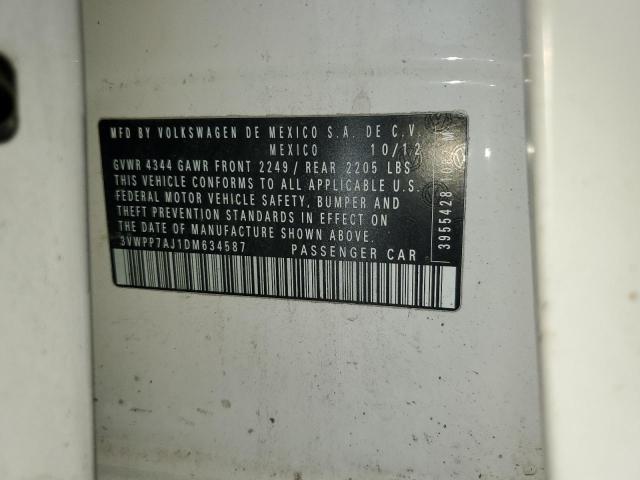 MFD BY VOLKSWAGEN DE MEXICO S.A. DE C.V.
MEXICO 10/12
GVWR 4344 GAWR FRONT 2249/ REAR 2205 LBS
THIS VEHICLE CONFORMS TO ALL APPLICABLE U.S.
FEDERAL MOTOR VEHICLE SAFETY, BUMPER AND
THEFT PREVENTION STANDARDS IN EFFECT ON
THE DATE OF MANUFACTURE SHOWN ABOVE.
3VWPP7AJ1DM634587 PASSENGER CAR
3955428